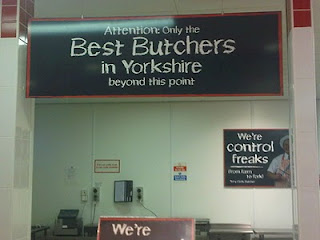 Attention: Only the
Best Butchers
in Yorkshire
beyond this point
We're
control
freaks
From farm
to fork!
We're